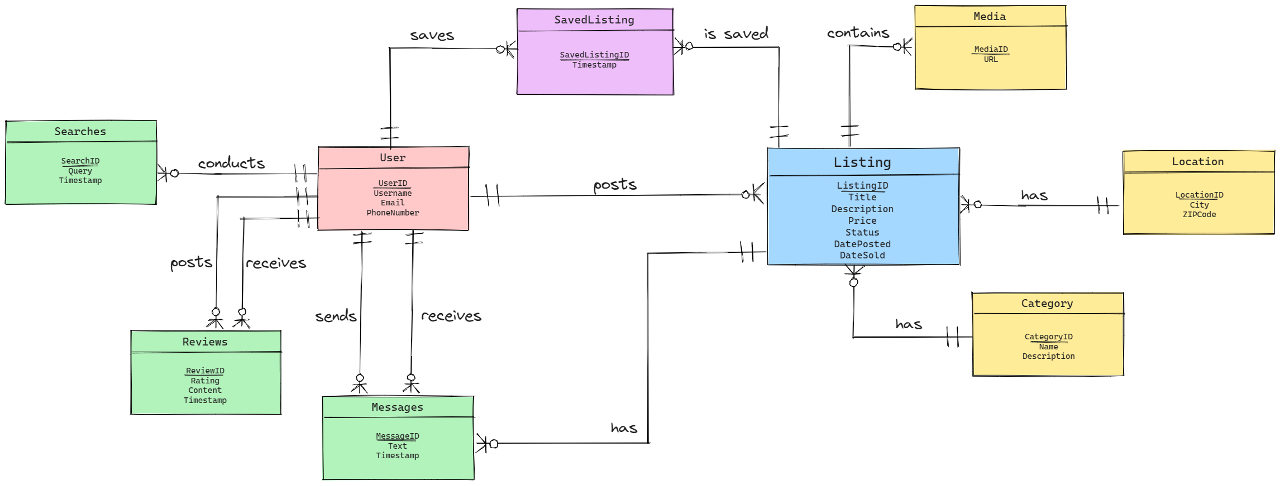 SavedListing
SavedListingID
Timestamp
Media
MediaID
URL
saves
is saved
contains
Searches
SearchID
Query
Timestamp
conducts
User
UserID
Username
Email
PhoneNumber
posts
Listing
ListingID
Title
Description
Price
Status
DatePosted
DateSold
has
Location
LocationID
City
ZIPCode
posts
receives
sends
receives
has
Category
CategoryID
Name
Description
Reviews
ReviewID
Rating
Content
Timestamp
Messages
MessageID
Text
Timestamp
has